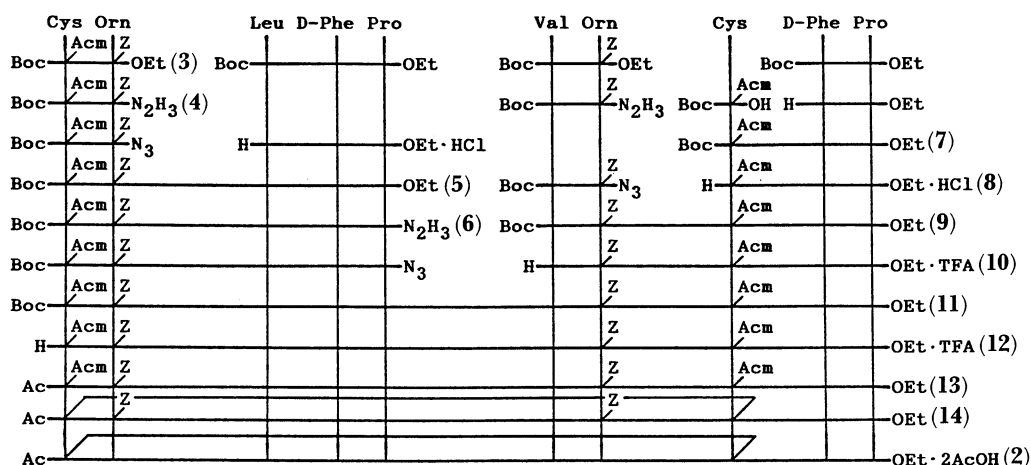 Cys Orn Leu D-Phe Pro Val Orn Cys D-Phe Pro
Acm Z Z
Boc OEt (3) Boc OEt Boc OEt Boc OEt
Acm Z Z Acm
Boc N2H3 (4) Boc N2H3 Boc OH H OEt
Acm Z Acm
Boc N3 H OEt·HCl Boc OEt (7)
Acm Z Z Acm
Boc OEt (5) Boc N3 H OEt·HCl (8)
Acm Z Z Acm
Boc N2H3 (6) Boc OEt (9)
Acm Z Z Acm
Boc N3 H OEt·TFA (10)
Acm Z Z Acm
Boc OEt (11)
Acm Z Z Acm
H OEt·TFA (12)
Acm Z Z Acm
Ac OEt (13)
Z Z
Ac OEt (14)
Ac OEt·2AcOH (2)